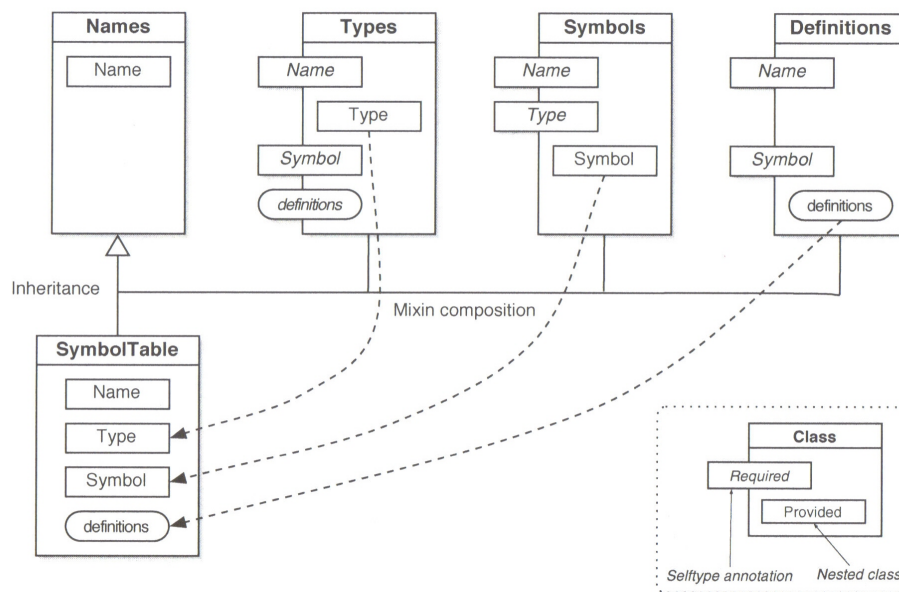 Names
Types
Symbols
Definitions
Name
Name
Name
Name
Type
Type
Symbol
Symbol
Symbol
definitions
definitions
Inheritance
Mixin composition
SymbolTable
Name
Type
Symbol
definitions
Class
Required
Provided
Selftype annotation
Nested class